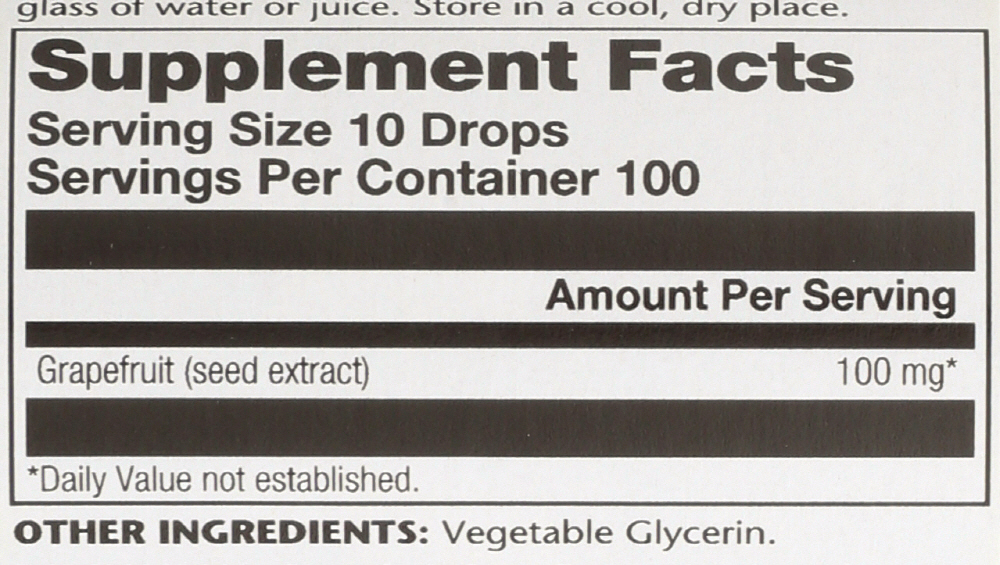 glass of water or juice. Store in a cool, dry place.
Supplement Facts
Serving Size 10 Drops
Servings Per Container 100
Amount Per Serving
Grapefruit (seed extract) 100 mg*
*Daily Value not established.
OTHER INGREDIENTS: Vegetable Glycerin.